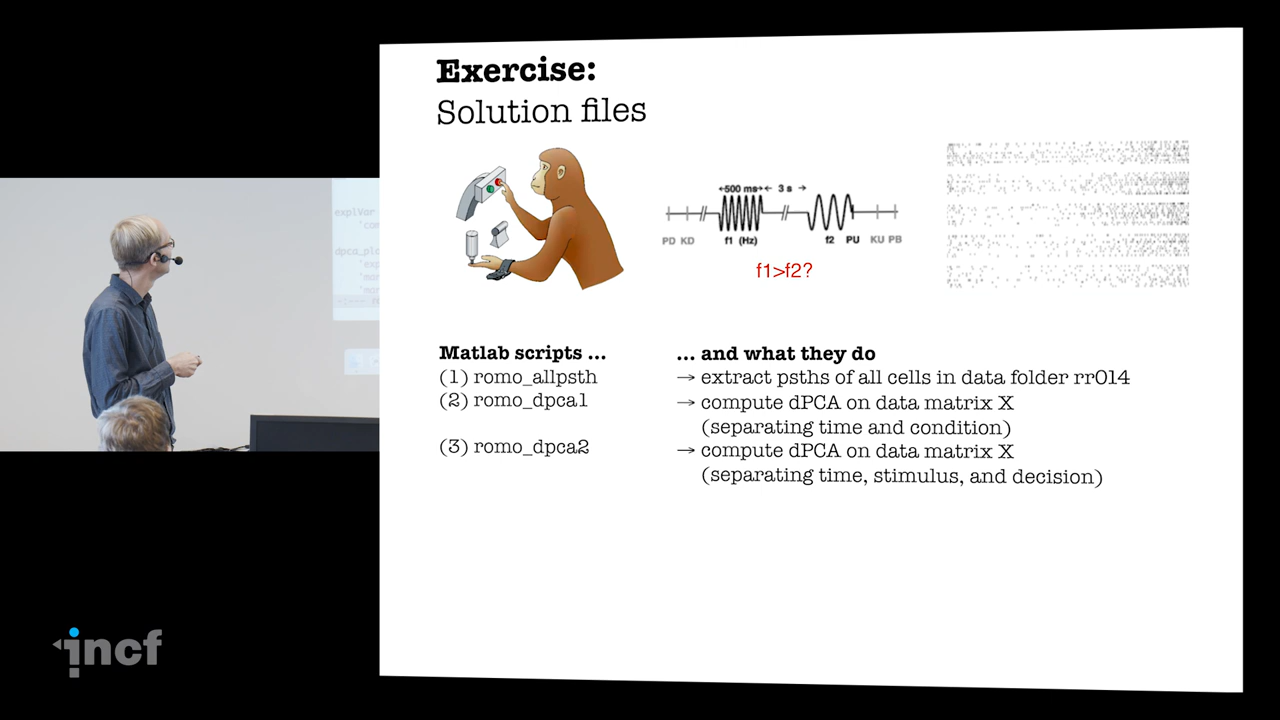 Exercise:
Solution files
←500 ms→← 3 s →
PD KD f1 (Hz) f2 PU KU PB
f1>f2?
Matlab scripts ... ... and what they do
(1) romo_allpsth → extract psths of all cells in data folder rr014
(2) romo_dpca1 → compute dPCA on data matrix X
(separating time and condition)
(3) romo_dpca2 → compute dPCA on data matrix X
(separating time, stimulus, and decision)
explVar
dpca_plo
incf